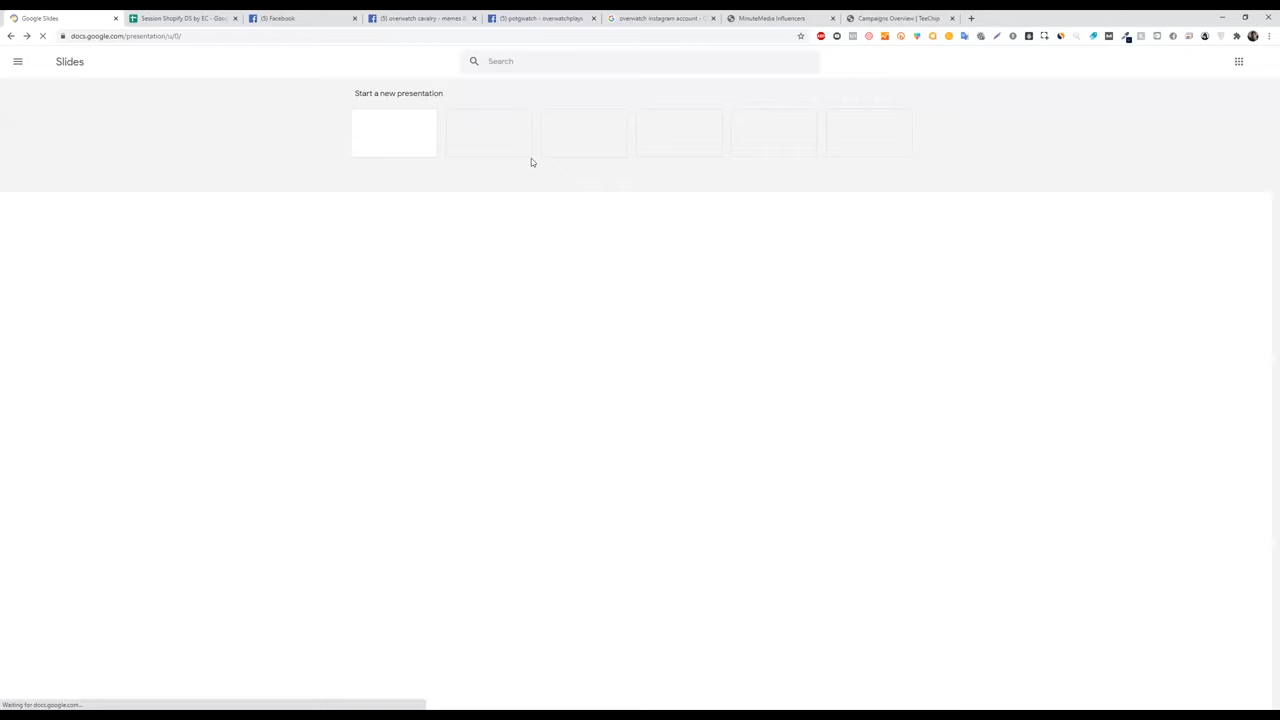 Google Slides
Session Shopify DS by EC - Goo
(5) Facebook
(5) overwatch cavalry - memes &
(5) potgwatch - overwatchplays
overwatch instagram account - G
MinuteMedia Influencers
Campaigns Overview | TeeChip
docs.google.com/presentation/u/0/
Slides
Search
Start a new presentation
Waiting for docs.google.com...